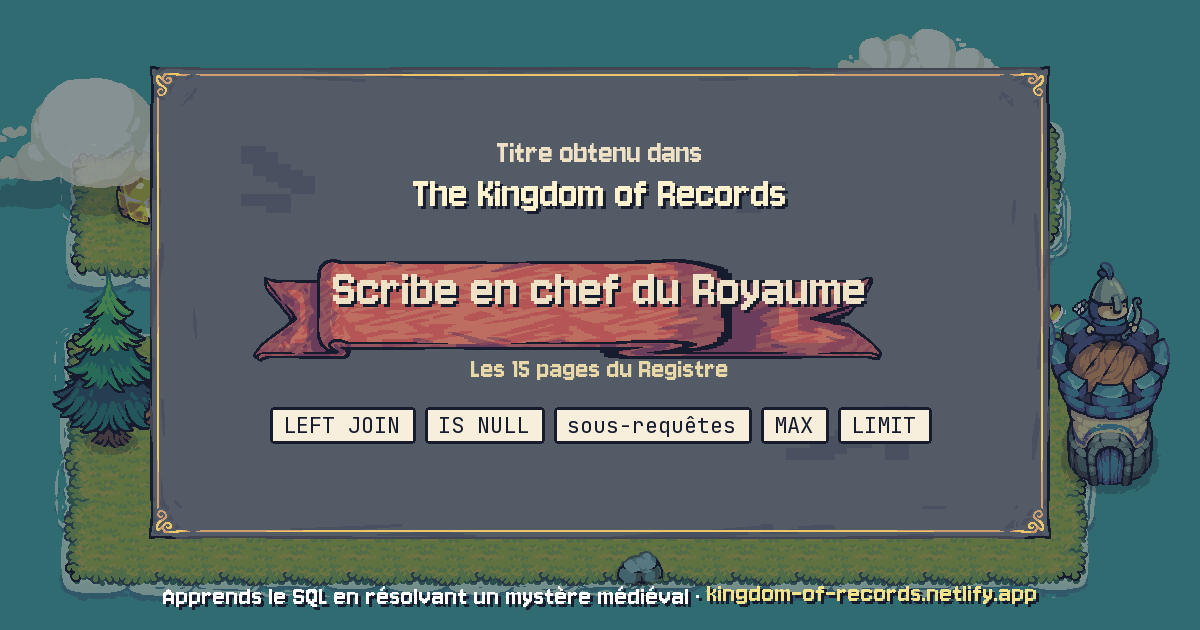 Titre obtenu dans
The Kingdom of Records
Scribe en chef du Royaume
Les 15 pages du Registre
LEFT JOIN IS NULL sous-requêtes MAX LIMIT
Apprends le SQL en résolvant un mystère médiéval · kingdom-of-records.netlify.app